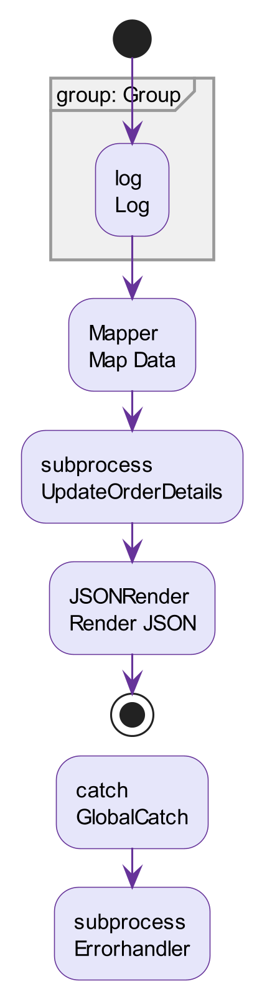 group: Group
log
Log
Mapper
Map Data
subprocess
UpdateOrderDetails
JSONRender
Render JSON
catch
GlobalCatch
subprocess
Errorhandler